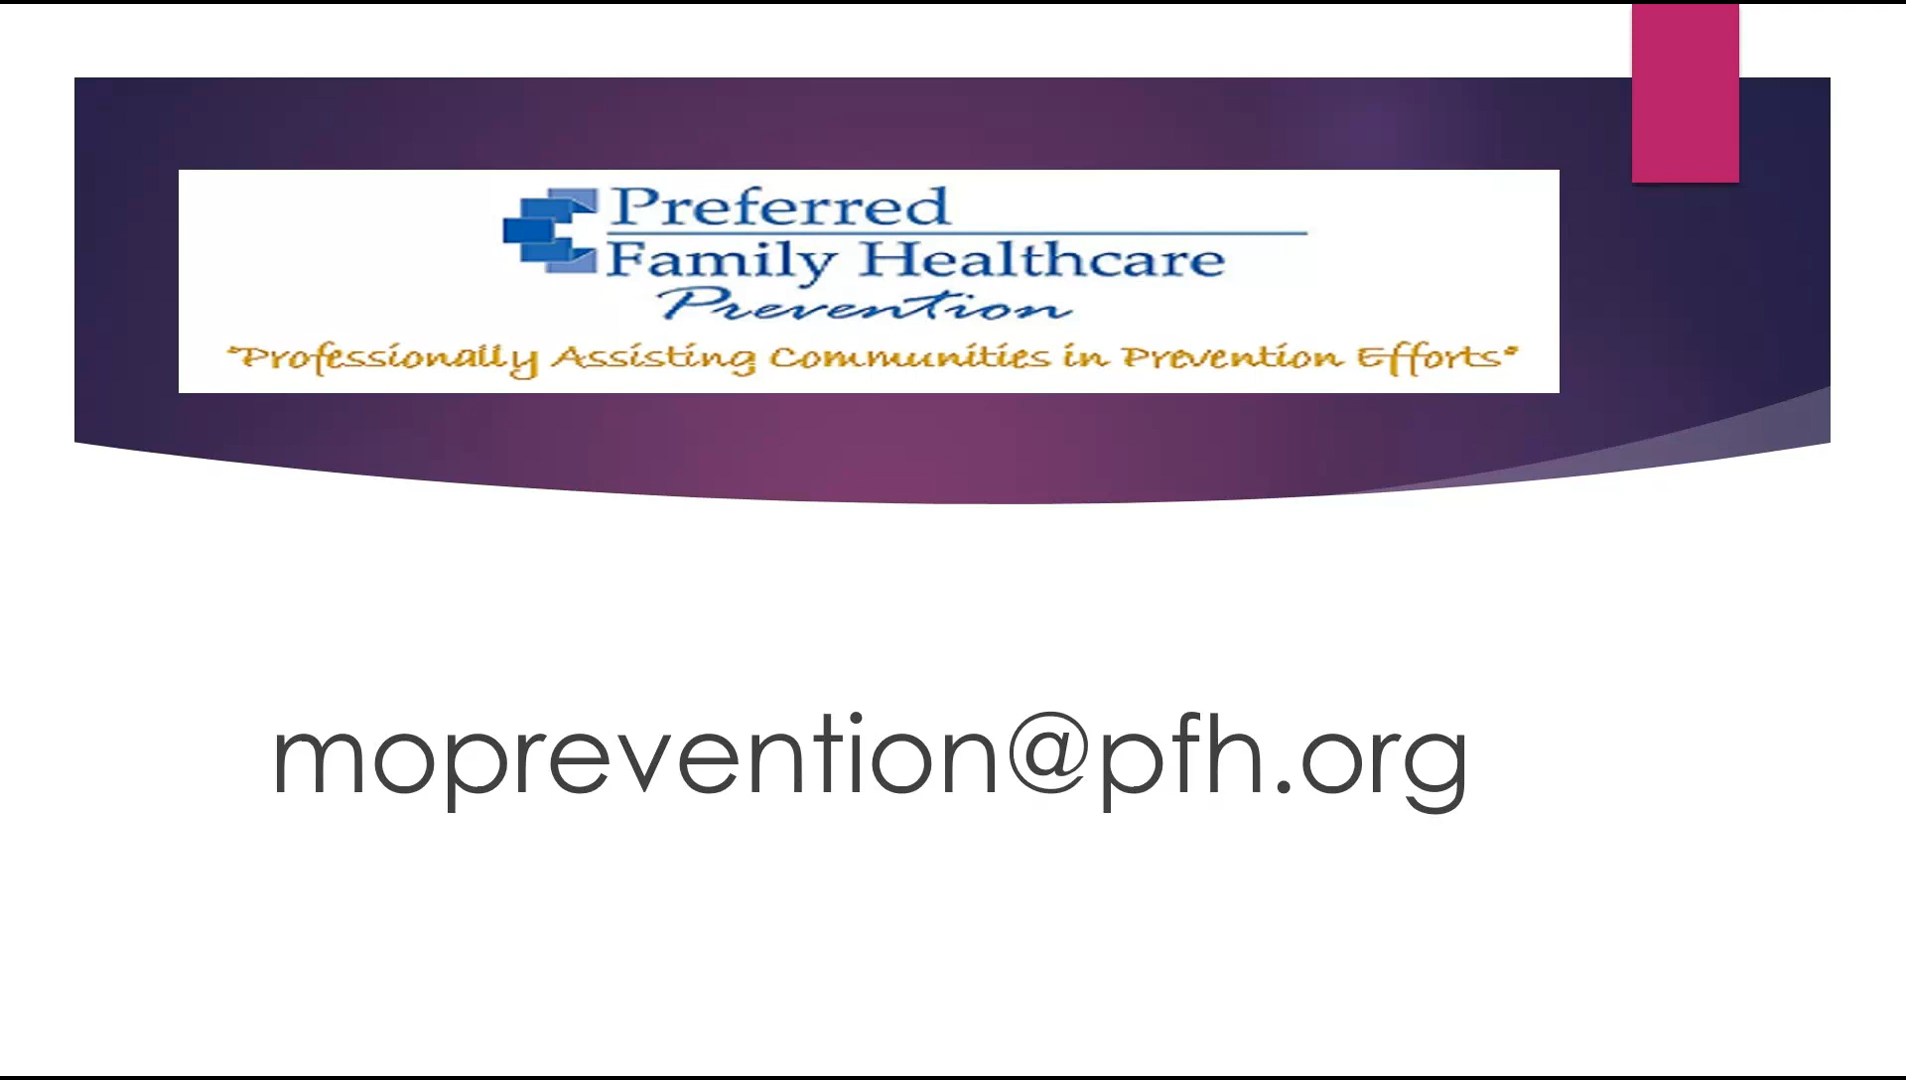 Preferred
Family Healthcare
Prevention
"Professionally Assisting Communities in Prevention Efforts"
moprevention@pfh.org